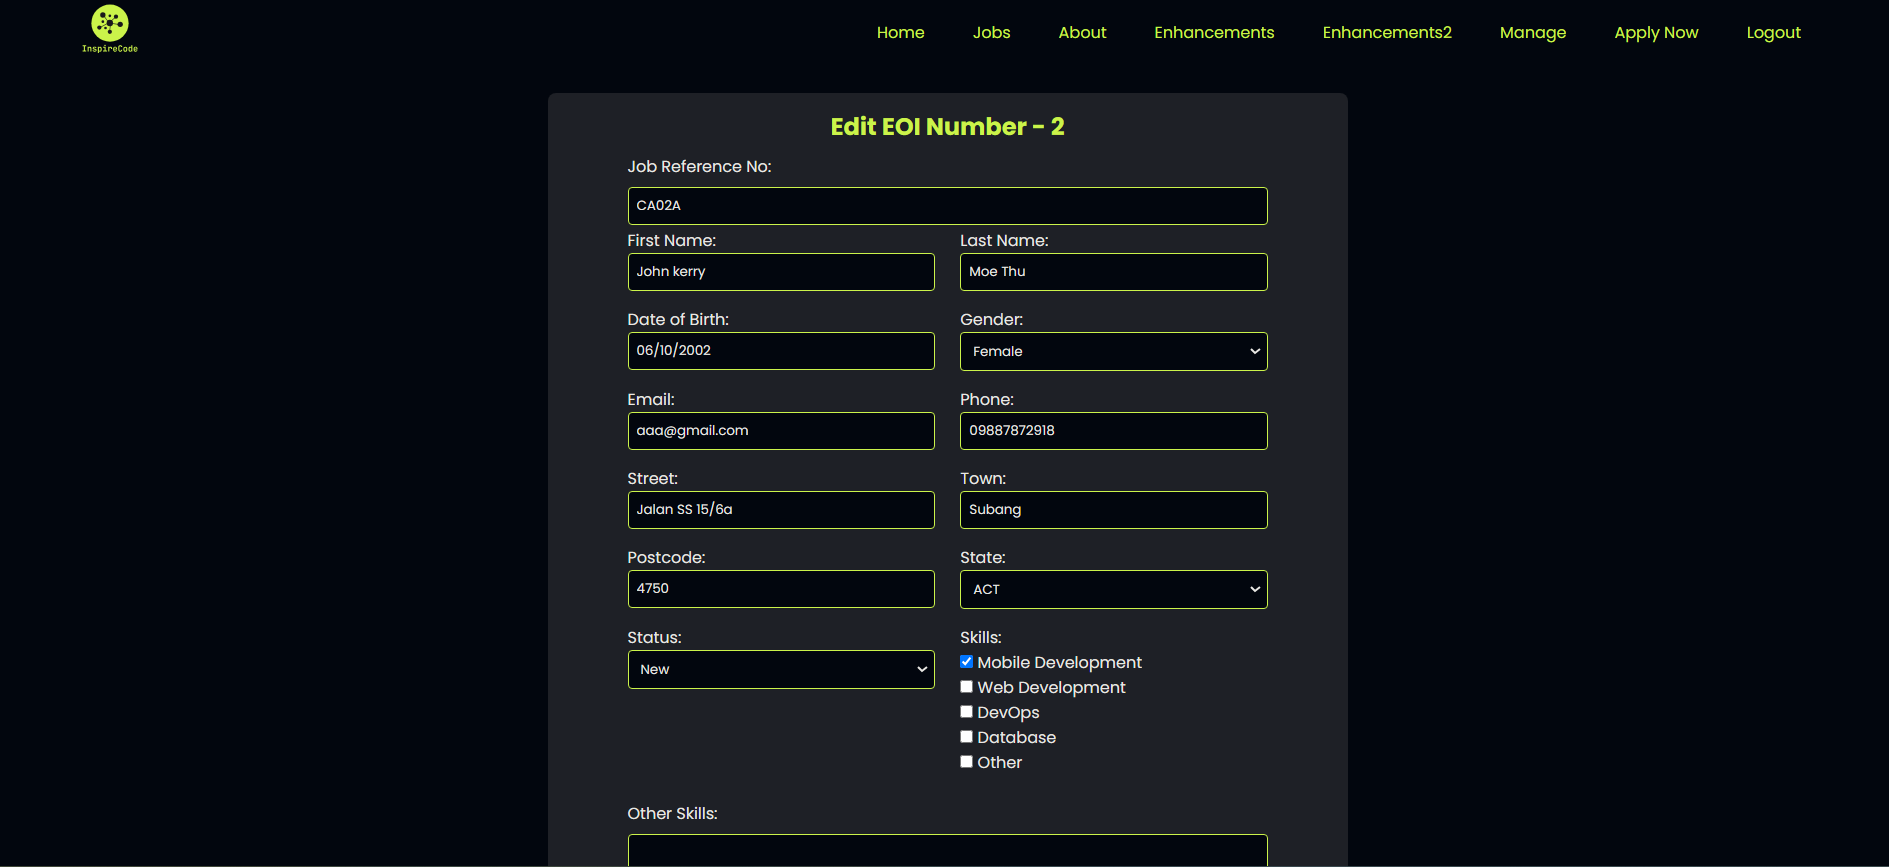 InspireCode
Home Jobs About Enhancements Enhancements2 Manage Apply Now Logout
Edit EOI Number - 2
Job Reference No:
CA02A
First Name: Last Name:
John kerry Moe Thu
Date of Birth: Gender:
06/10/2002 Female
Email: Phone:
aaa@gmail.com 09887872918
Street: Town:
Jalan SS 15/6a Subang
Postcode: State:
4750 ACT
Status: Skills:
New Mobile Development
Web Development
DevOps
Database
Other
Other Skills: